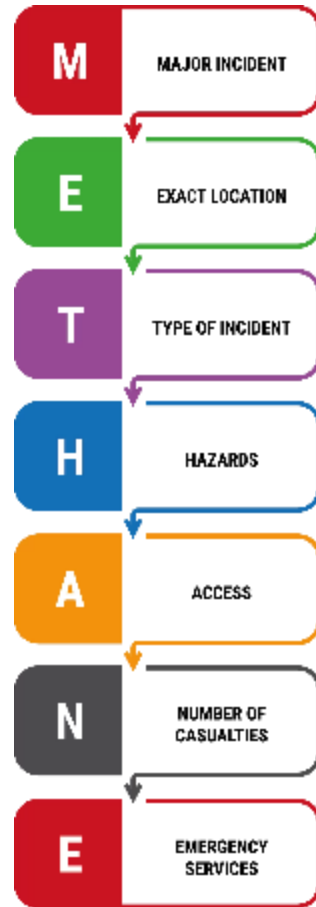 M
MAJOR INCIDENT
E
EXACT LOCATION
T
TYPE OF INCIDENT
H
HAZARDS
A
ACCESS
N
NUMBER OF
CASUALTIES
E
EMERGENCY
SERVICES